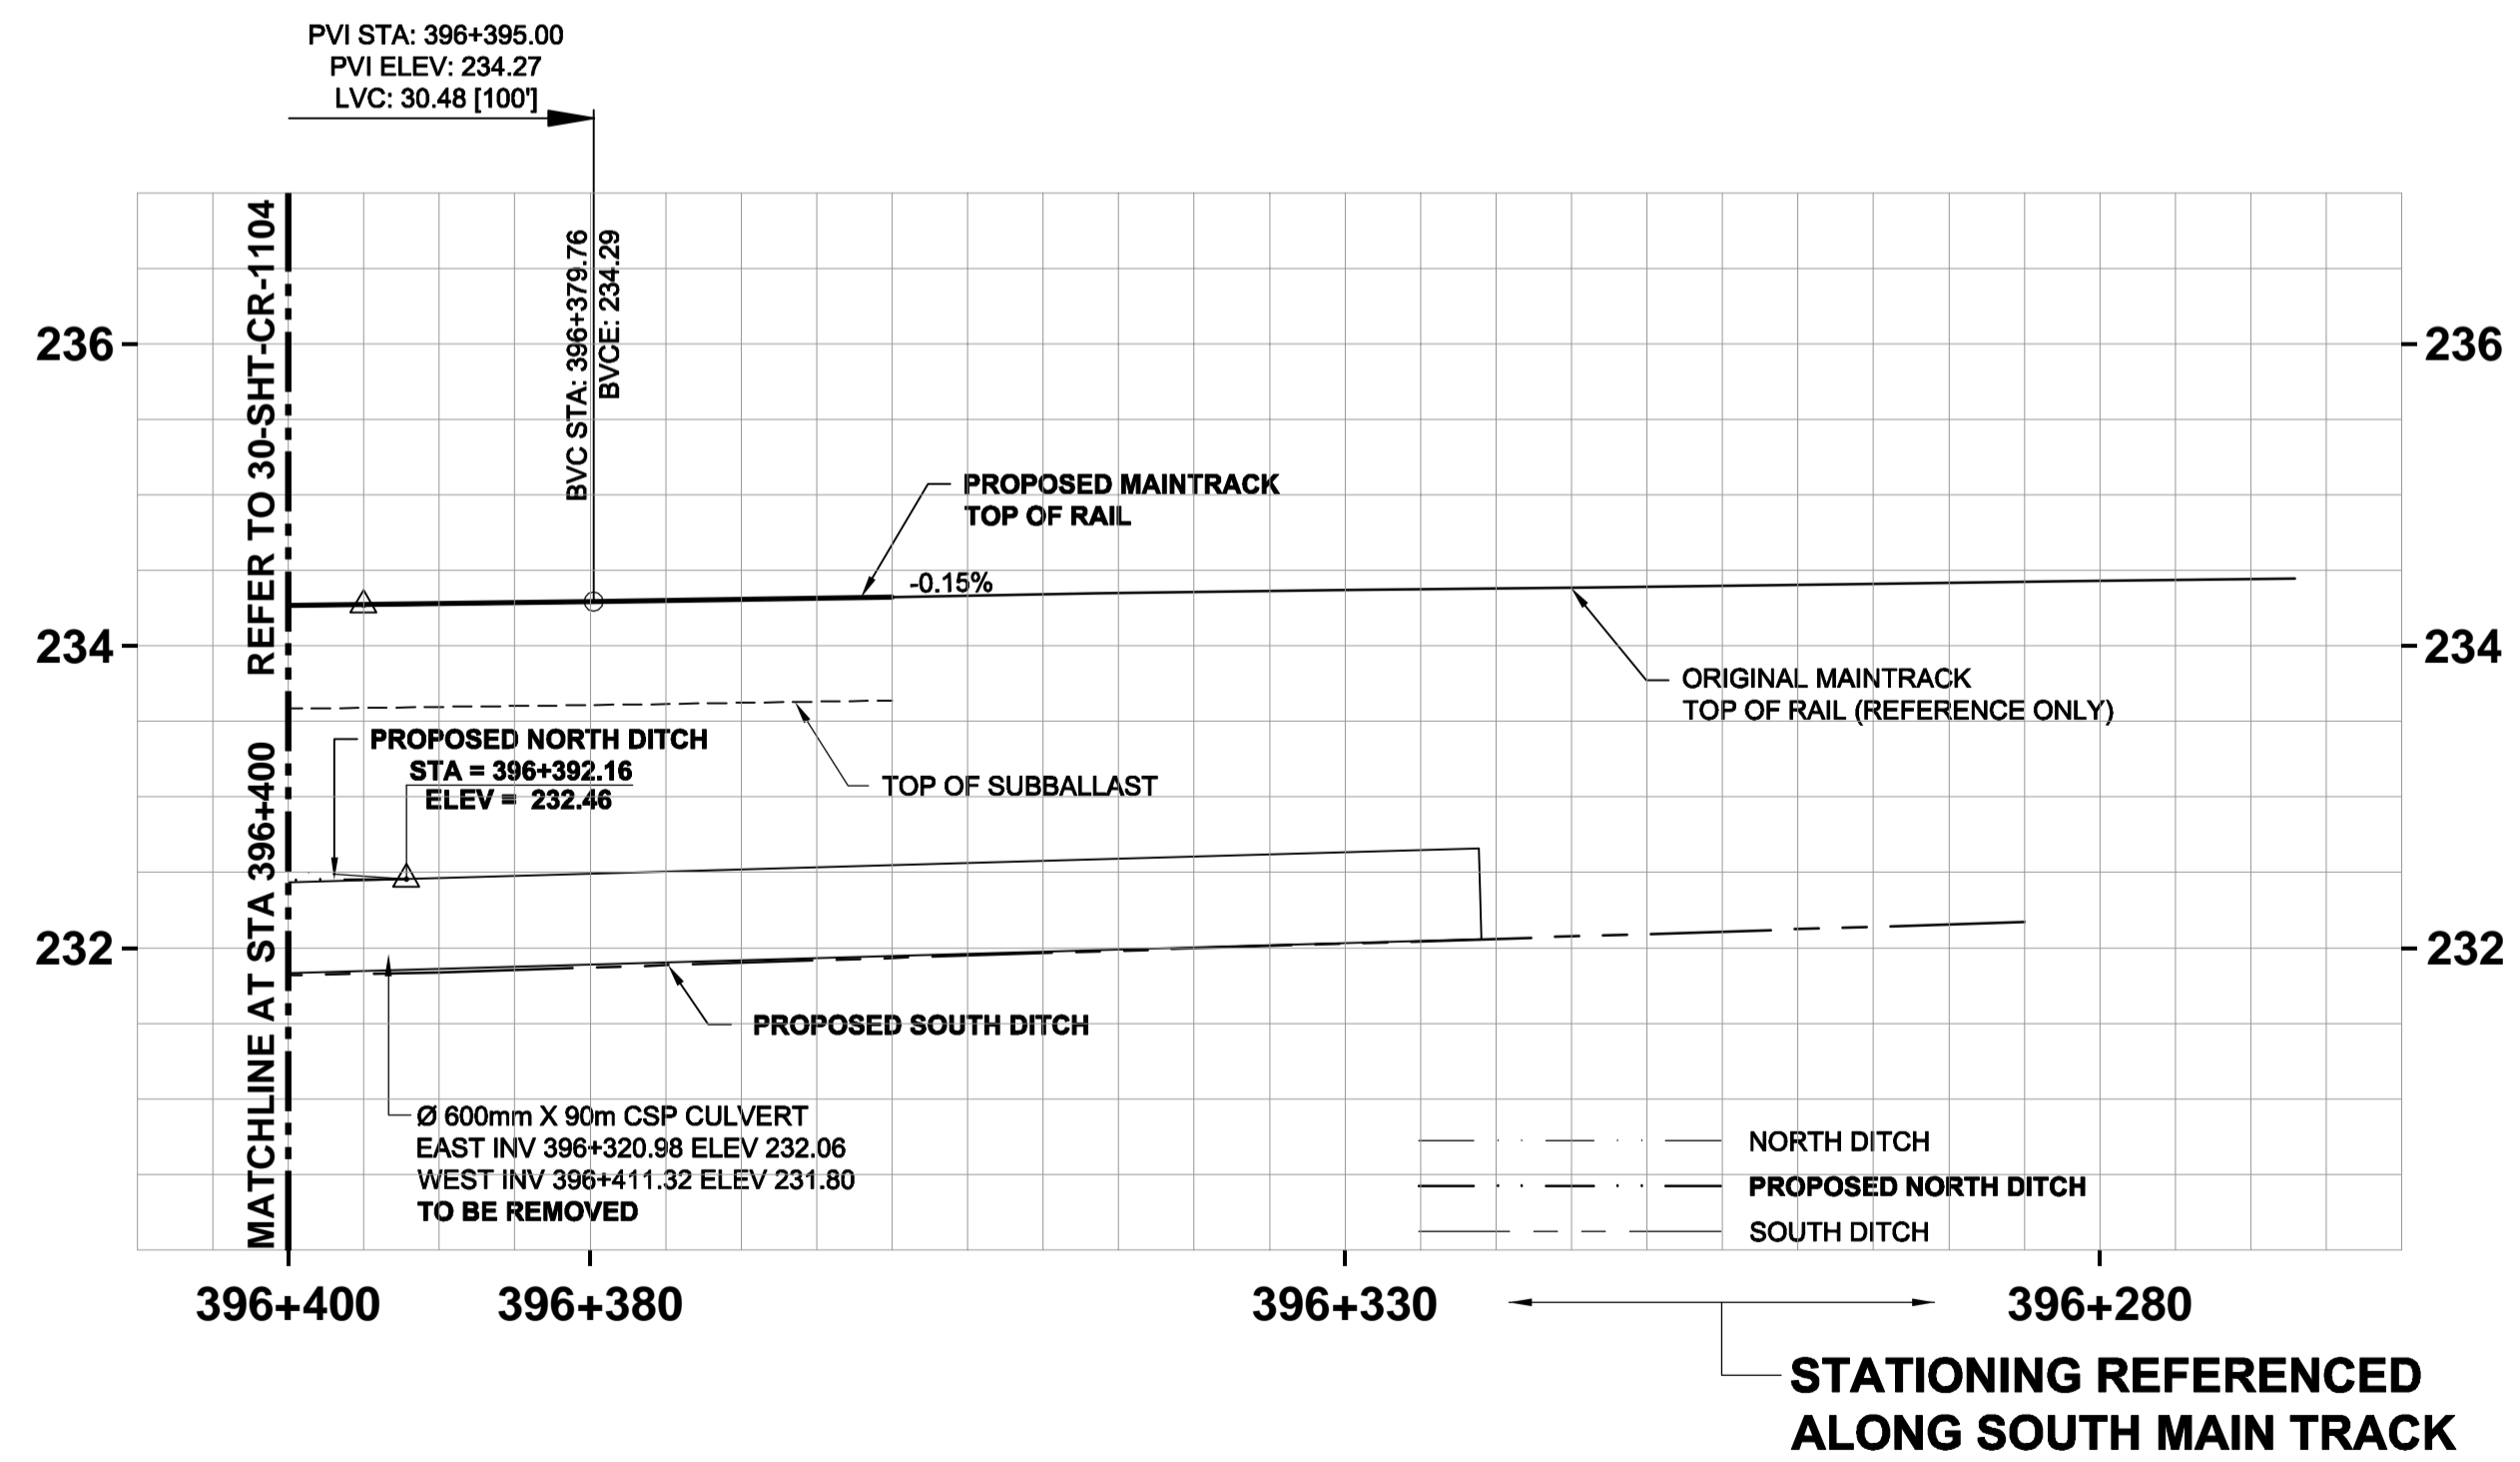 PVI STA: 396+395.00
PVI ELEV: 234.27
LVC: 30.48 [100']
BVC STA: 396+379.76
BVCE: 234.29
MATCHLINE AT STA 396+400 REFER TO 30-SHT-CR-1104
236
236
PROPOSED MAINTRACK
TOP OF RAIL
-0.15%
234
234
ORIGINAL MAINTRACK
TOP OF RAIL (REFERENCE ONLY)
PROPOSED NORTH DITCH
STA = 396+392.16
ELEV = 232.46
TOP OF SUBBALLAST
232
232
PROPOSED SOUTH DITCH
Ø 600mm X 90m CSP CULVERT
EAST INV 396+320.98 ELEV 232.06
WEST INV 396+411.32 ELEV 231.80
TO BE REMOVED
NORTH DITCH
PROPOSED NORTH DITCH
SOUTH DITCH
396+400
396+380
396+330
396+280
STATIONING REFERENCED
ALONG SOUTH MAIN TRACK